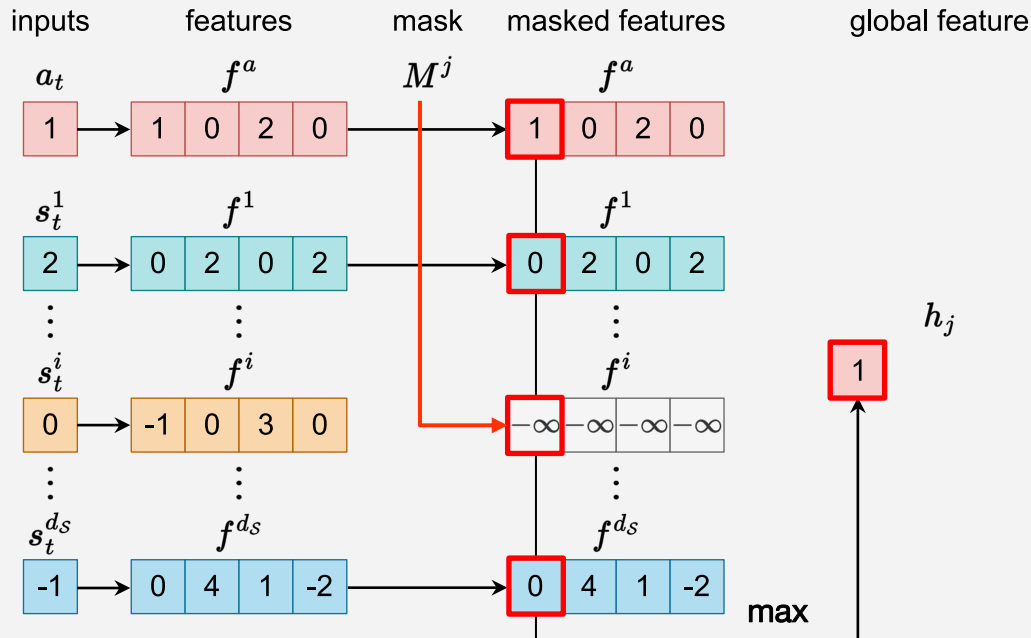 inputs features mask masked features global feature
a_t f^a M^j f^a
1 1 0 2 0 1 0 2 0
s_t^1 f^1 f^1
2 0 2 0 2 0 2 0 2
⋮ ⋮ ⋮ h_j
s_t^i f^i f^i 1
0 -1 0 3 0 −∞ −∞ −∞ −∞
⋮ ⋮ ⋮
s_t^{d_𝒮} f^{d_𝒮} f^{d_𝒮}
-1 0 4 1 -2 0 4 1 -2
max